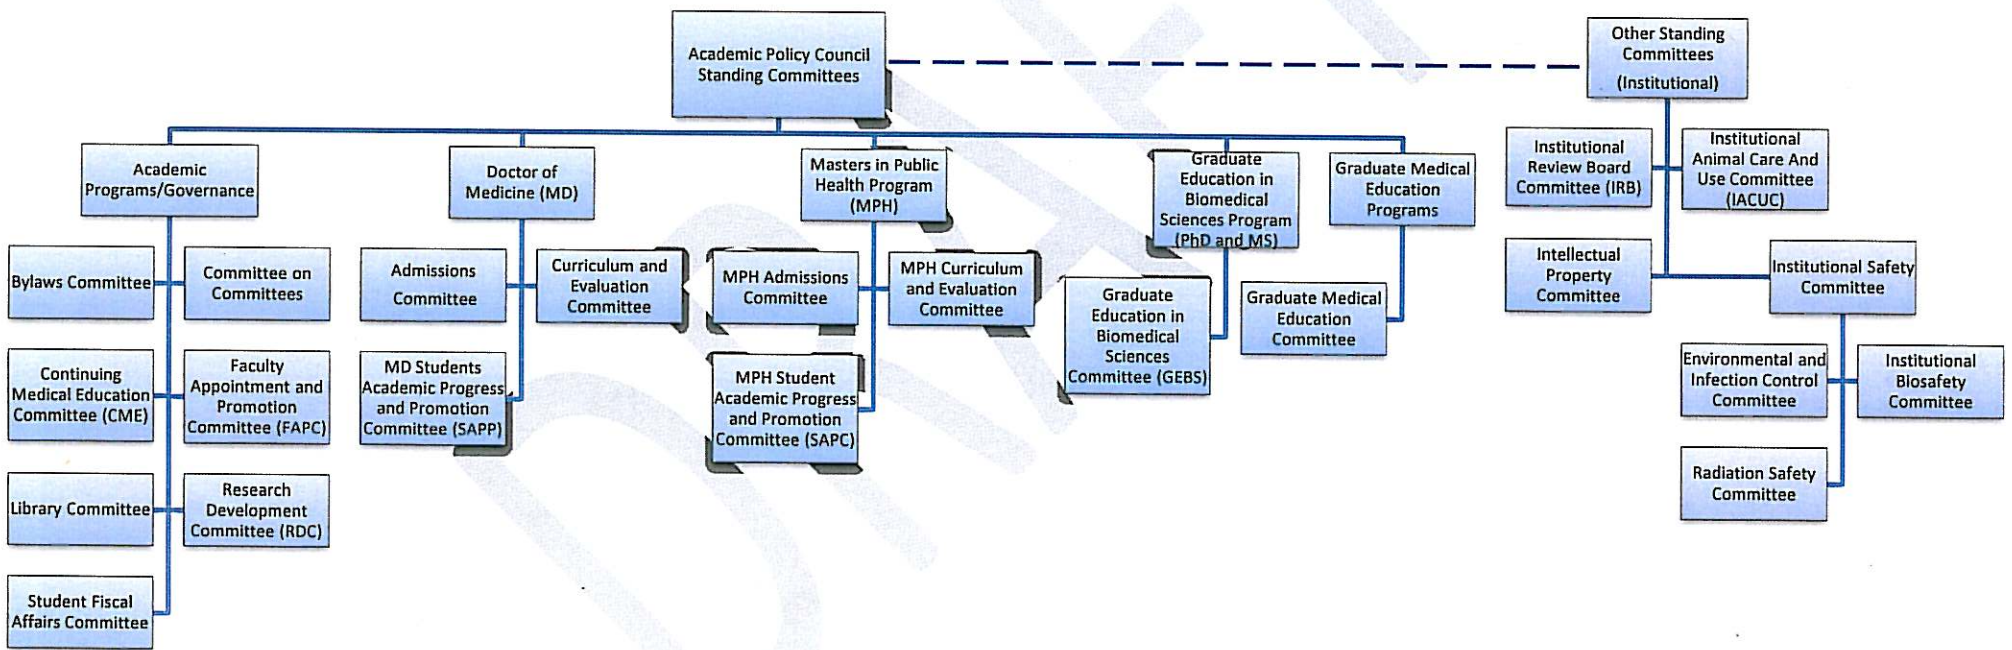 Academic Policy Council
Standing Committees
Other Standing
Committees
(Institutional)
Academic
Programs/Governance
Doctor of
Medicine (MD)
Masters in Public
Health Program
(MPH)
Graduate
Education in
Biomedical
Sciences Program
(PhD and MS)
Graduate Medical
Education
Programs
Institutional
Review Board
Committee (IRB)
Institutional
Animal Care And
Use Committee
(IACUC)
Bylaws Committee
Committee on
Committees
Admissions
Committee
Curriculum and
Evaluation
Committee
MPH Admissions
Committee
MPH Curriculum
and Evaluation
Committee
Graduate
Education in
Biomedical
Sciences
Committee (GEBS)
Graduate Medical
Education
Committee
Intellectual
Property
Committee
Institutional Safety
Committee
Continuing
Medical Education
Committee (CME)
Faculty
Appointment and
Promotion
Committee (FAPC)
MD Students
Academic Progress
and Promotion
Committee (SAPP)
MPH Student
Academic Progress
and Promotion
Committee (SAPC)
Environmental and
Infection Control
Committee
Institutional
Biosafety
Committee
Library Committee
Research
Development
Committee (RDC)
Radiation Safety
Committee
Student Fiscal
Affairs Committee
DRAFT